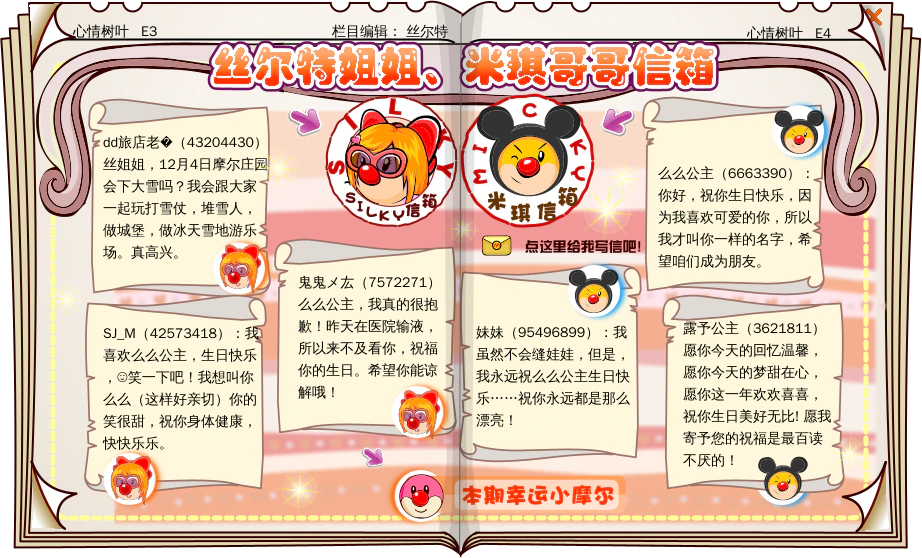 心情树叶 E3
栏目编辑： 丝尔特
心情树叶 E4
丝尔特姐姐、米琪哥哥信箱
SILKY
SILKY信箱
MICKY
米琪信箱
点这里给我写信吧!
dd旅店老�（43204430）
丝姐姐，12月4日摩尔庄园
会下大雪吗？我会跟大家
一起玩打雪仗，堆雪人，
做城堡，做冰天雪地游乐
场。真高兴。
SJ_M（42573418）：我
喜欢么么公主，生日快乐
，☺笑一下吧！我想叫你
么么（这样好亲切）你的
笑很甜，祝你身体健康，
快快乐乐。
鬼鬼メ厷（7572271）
么么公主，我真的很抱
歉！昨天在医院输液，
所以来不及看你，祝福
你的生日。希望你能谅
解哦！
妹妹（95496899）：我
虽然不会缝娃娃，但是，
我永远祝么么公主生日快
乐……祝你永远都是那么
漂亮！
么么公主（6663390）：
你好，祝你生日快乐，因
为我喜欢可爱的你，所以
我才叫你一样的名字，希
望咱们成为朋友。
露予公主（3621811）
愿你今天的回忆温馨，
愿你今天的梦甜在心，
愿你这一年欢欢喜喜，
祝你生日美好无比! 愿我
寄予您的祝福是最百读
不厌的！
本期幸运小摩尔